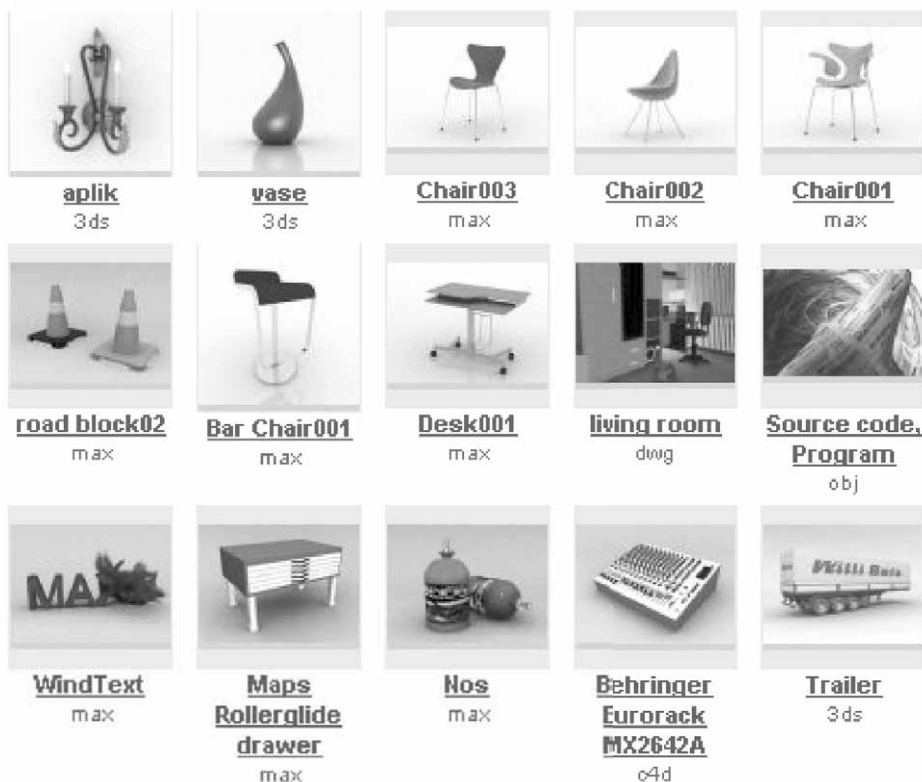 aplik
3ds
vase
3ds
Chair003
max
Chair002
max
Chair001
max
road block02
max
Bar Chair001
max
Desk001
max
living room
dwg
Source code,
Program
obj
MAX
WindText
max
Maps
Rollerglide
drawer
max
Nos
max
Behringer
Eurorack
MX2642A
c4d
Willi
Trailer
3ds